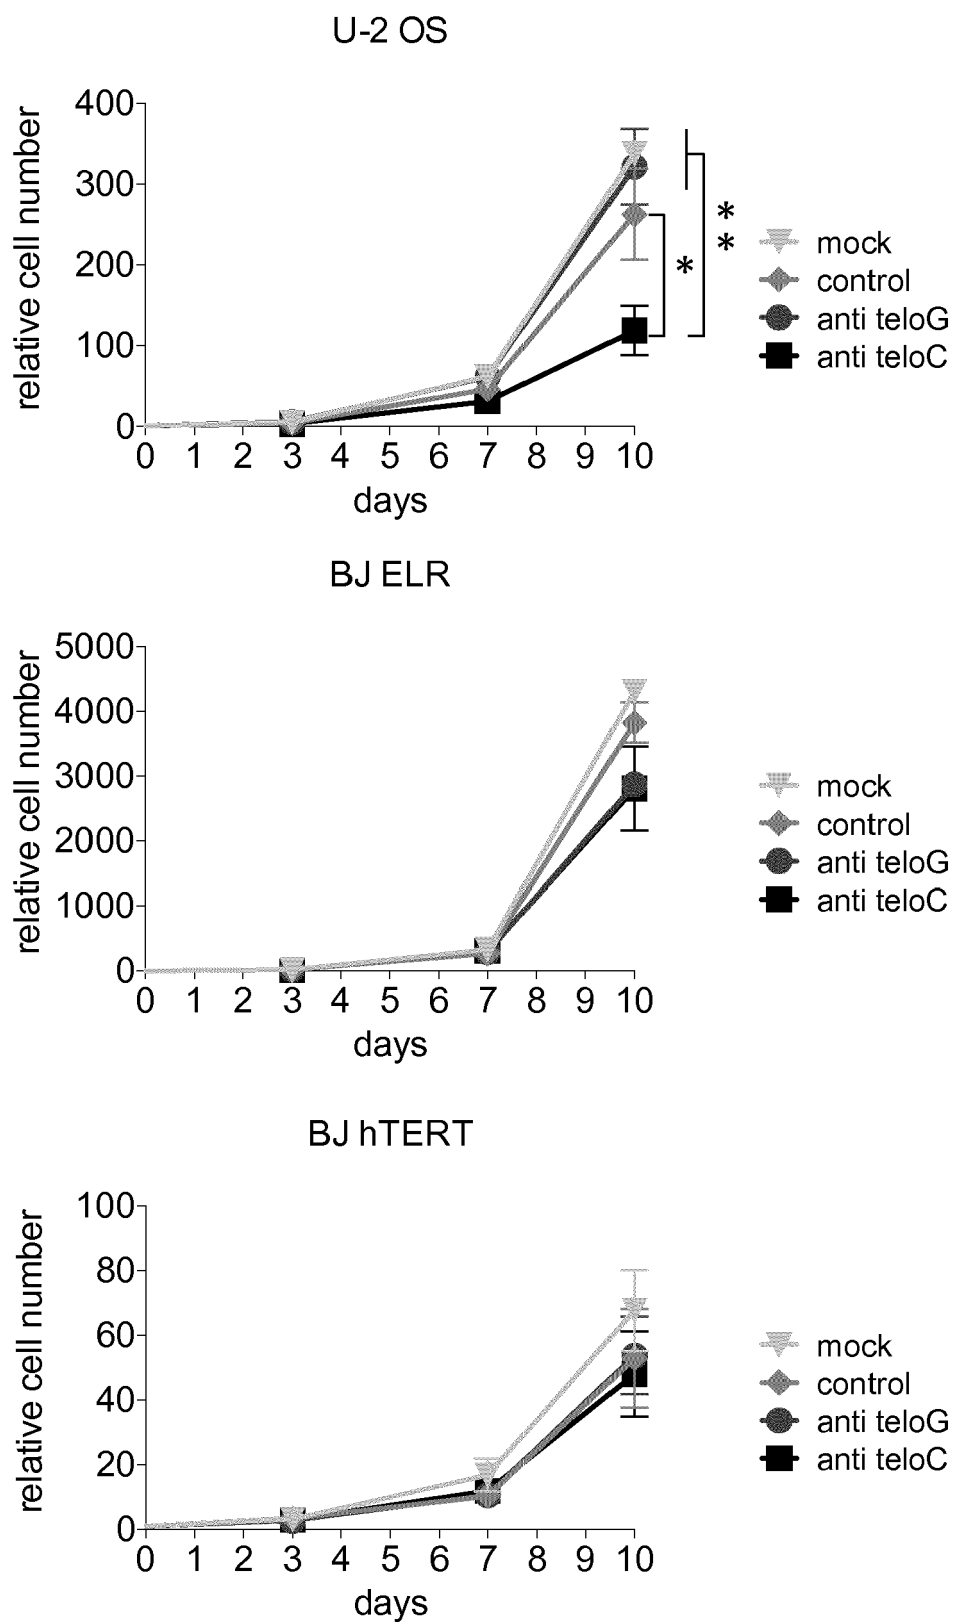 U-2 OS
relative cell number
400
300
200
100
0
0 1 2 3 4 5 6 7 8 9 10
days
*
*
*
mock
control
anti teloG
anti teloC
BJ ELR
relative cell number
5000
4000
3000
2000
1000
0
0 1 2 3 4 5 6 7 8 9 10
days
mock
control
anti teloG
anti teloC
BJ hTERT
relative cell number
100
80
60
40
20
0
0 1 2 3 4 5 6 7 8 9 10
days
mock
control
anti teloG
anti teloC